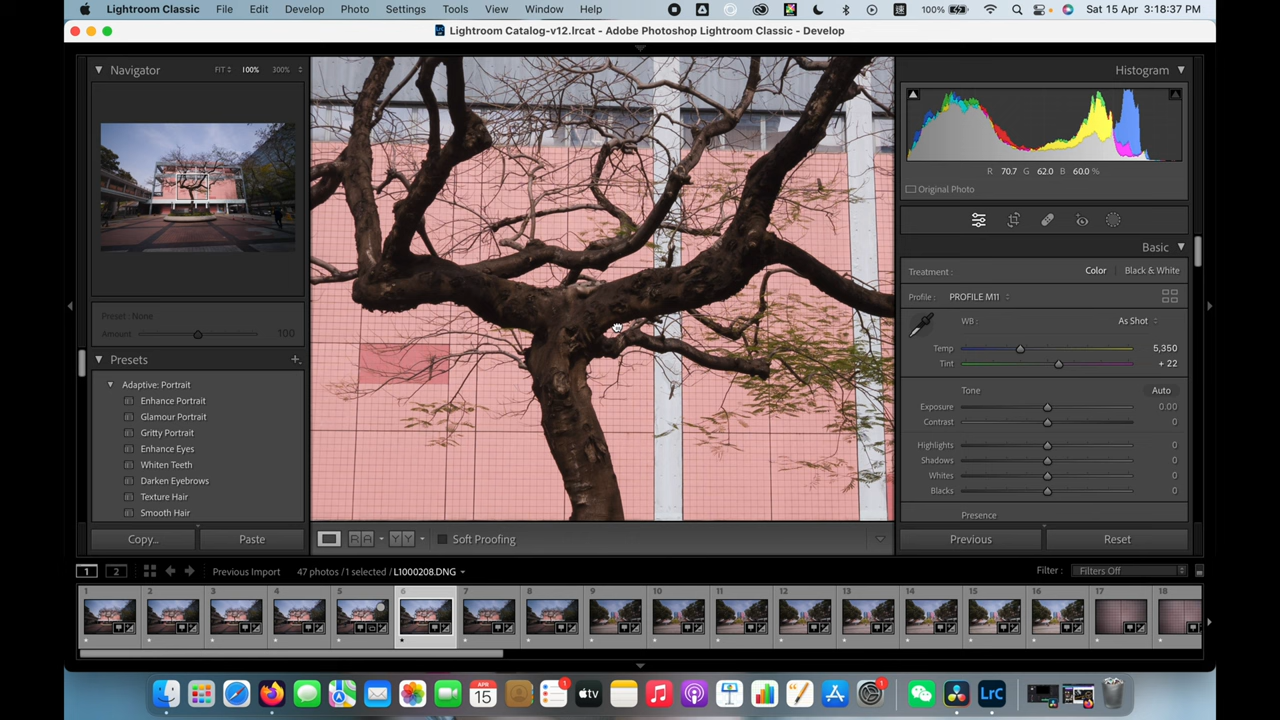 Lightroom Classic File Edit Develop Photo Settings Tools View Window Help 100% Sat 15 Apr 3:18:37 PM
Lightroom Catalog-v12.lrcat - Adobe Photoshop Lightroom Classic - Develop
Navigator FIT 100% 300%
Histogram
R 70.7 G 62.0 B 60.0 %
Original Photo
Basic
Treatment : Color Black & White
Profile : PROFILE M11
WB : As Shot
Temp 5,350
Tint + 22
Tone Auto
Exposure 0.00
Contrast 0
Highlights 0
Shadows 0
Whites 0
Blacks 0
Presence
Previous Reset
Preset : None
Amount 100
Presets
Adaptive: Portrait
Enhance Portrait
Glamour Portrait
Gritty Portrait
Enhance Eyes
Whiten Teeth
Darken Eyebrows
Texture Hair
Smooth Hair
Copy... Paste
R A Y Y Soft Proofing
1 2 Previous Import 47 photos / 1 selected / L1000208.DNG Filter : Filters Off
1 2 3 4 5 6 7 8 9 10 11 12 13 14 15 16 17 18
APR
15
1
tv
1
LrC